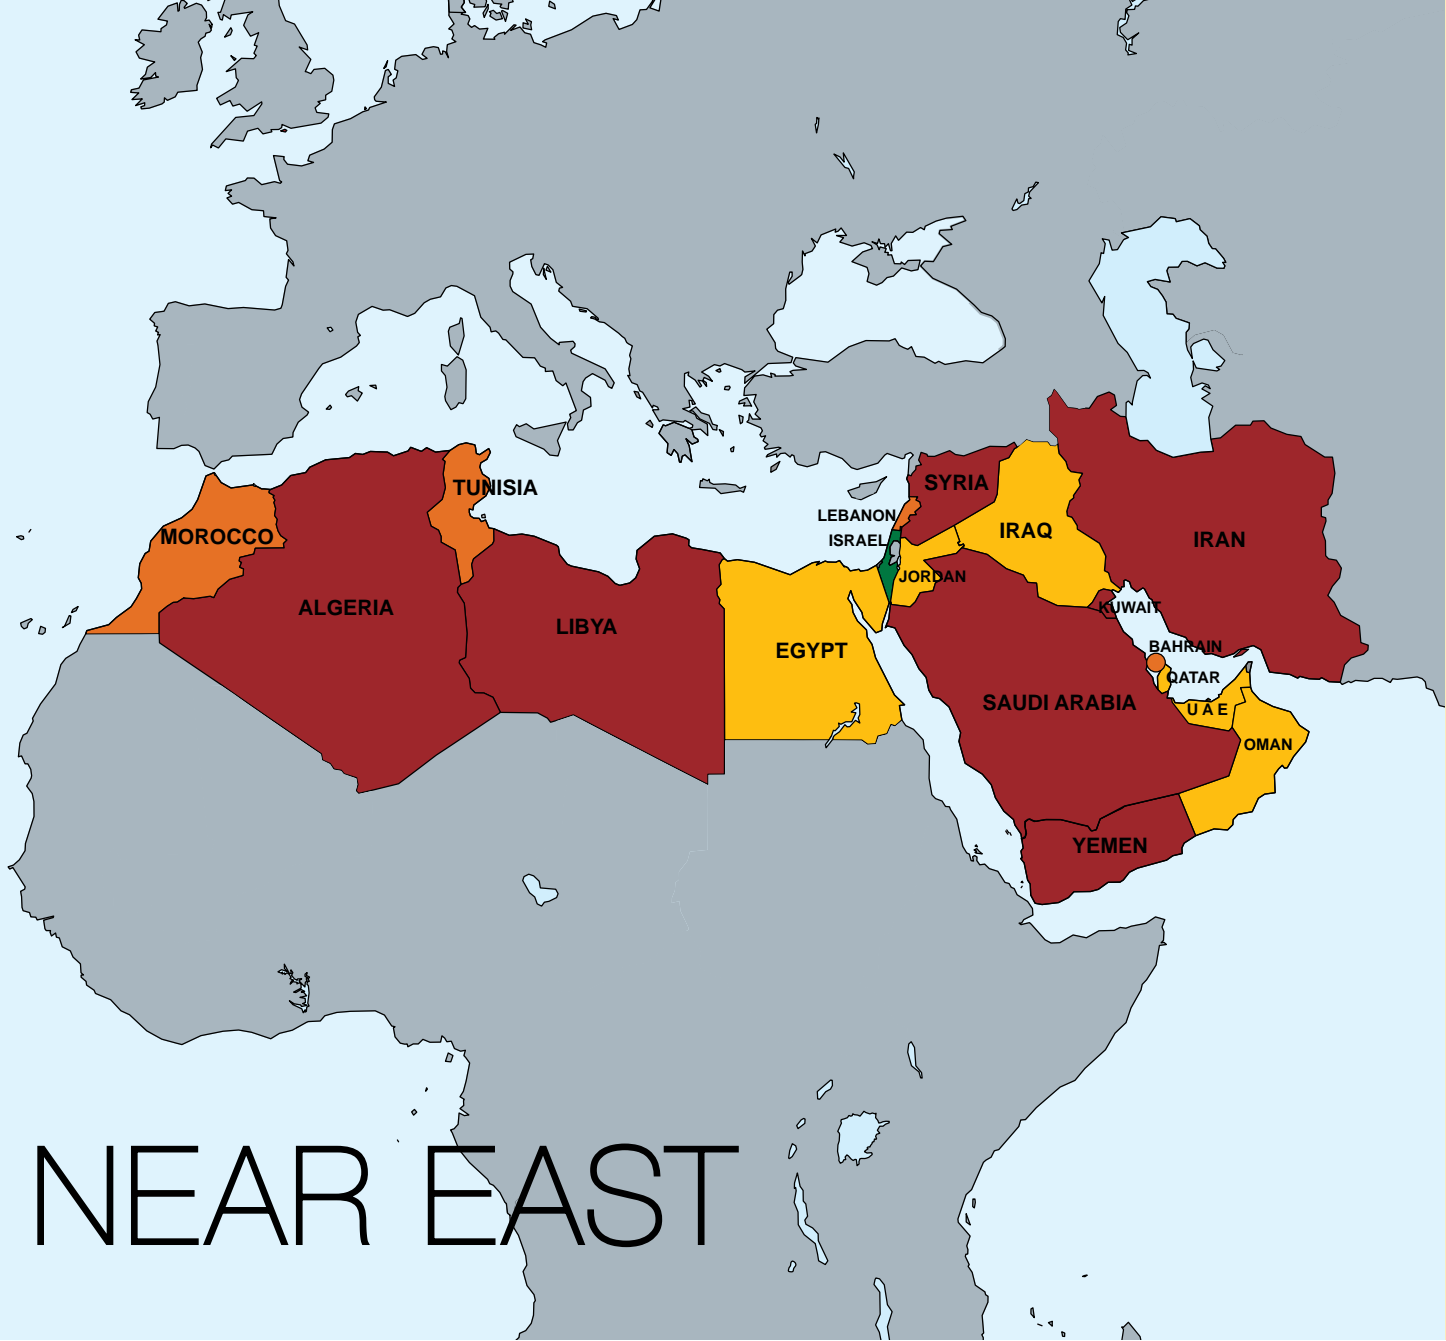 SYRIA
TUNISIA
LEBANON
MOROCCO
IRAQ
ISRAEL
IRAN
JORDAN
ALGERIA
KUWAIT
LIBYA
EGYPT
BAHRAIN
QATAR
SAUDI ARABIA
U A E
OMAN
YEMEN
NEAR EAST